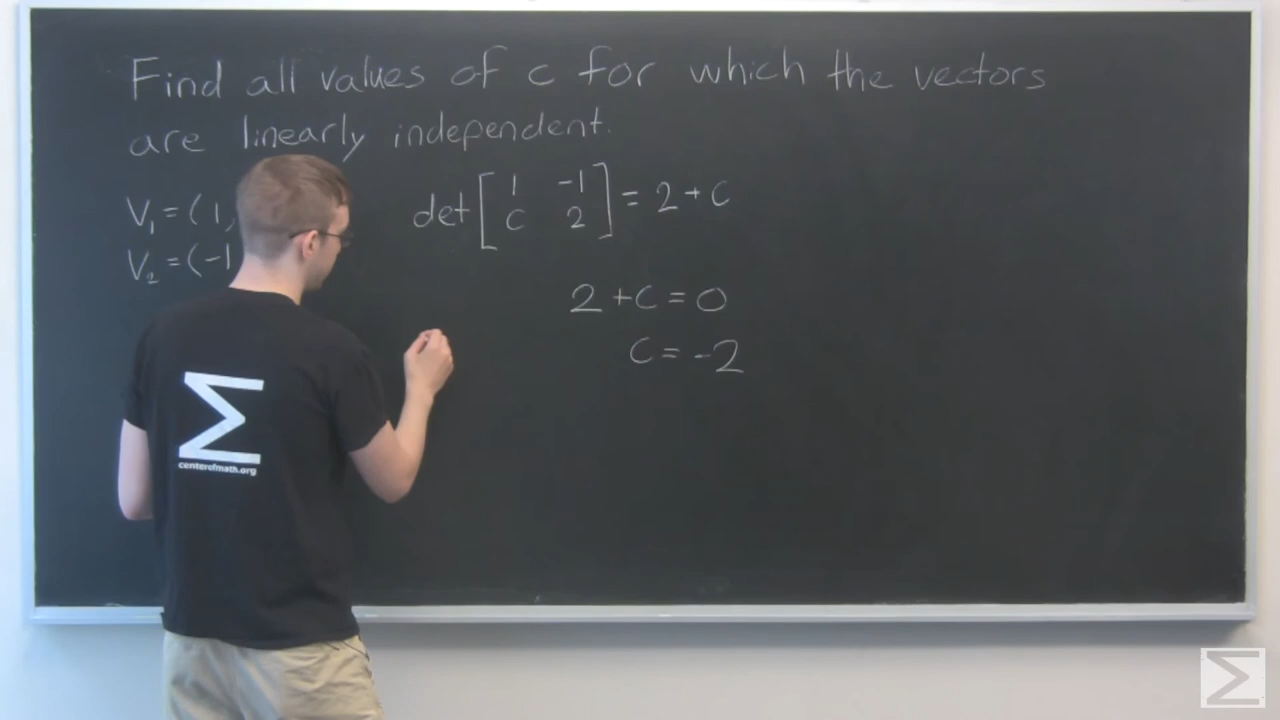 Find all values of c for which the vectors
are linearly independent.
V₁ = (1,
V₂ = (-1
det [ 1 -1
c 2 ] = 2 + c
2 + c = 0
c = -2
Σ
centerofmath.org
Σ